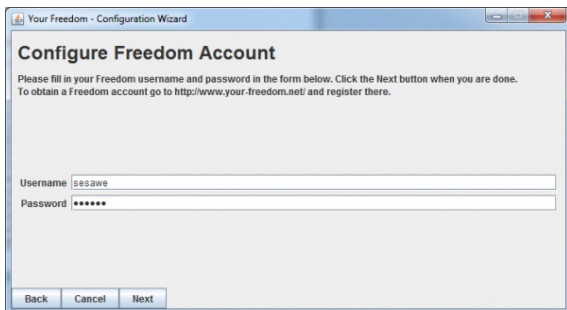 Your Freedom - Configuration Wizard
Configure Freedom Account
Please fill in your Freedom username and password in the form below. Click the Next button when you are done.
To obtain a Freedom account go to http://www.your-freedom.net/ and register there.
Username sesawe
Password ••••••
Back Cancel Next